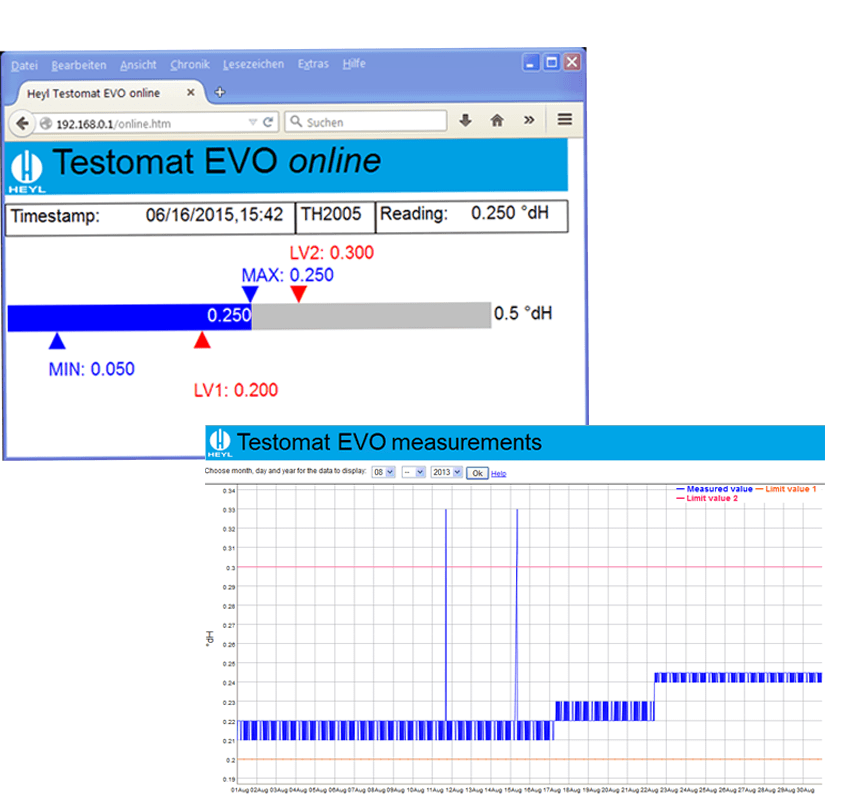 Datei Bearbeiten Ansicht Chronik Lesezeichen Extras Hilfe
Heyl Testomat EVO online
192.168.0.1/online.htm
Suchen
HEYL
Testomat EVO online
Timestamp: 06/16/2015,15:42 TH2005 Reading: 0.250 °dH
LV2: 0.300
MAX: 0.250
0.250
0.5 °dH
MIN: 0.050
LV1: 0.200
HEYL
Testomat EVO measurements
Choose month, day and year for the data to display: 08 -- 2013 Ok Help
Measured value Limit value 1
Limit value 2
0.34
0.33
0.32
0.31
0.3
0.29
0.28
0.27
0.26
0.25
0.24
0.23
0.22
0.21
0.2
0.19
°dH
01Aug 02Aug 03Aug 04Aug 05Aug 06Aug 07Aug 08Aug 09Aug 10Aug 11Aug 12Aug 13Aug 14Aug 15Aug 16Aug 17Aug 18Aug 19Aug 20Aug 21Aug 22Aug 23Aug 24Aug 25Aug 26Aug 27Aug 28Aug 29Aug 30Aug